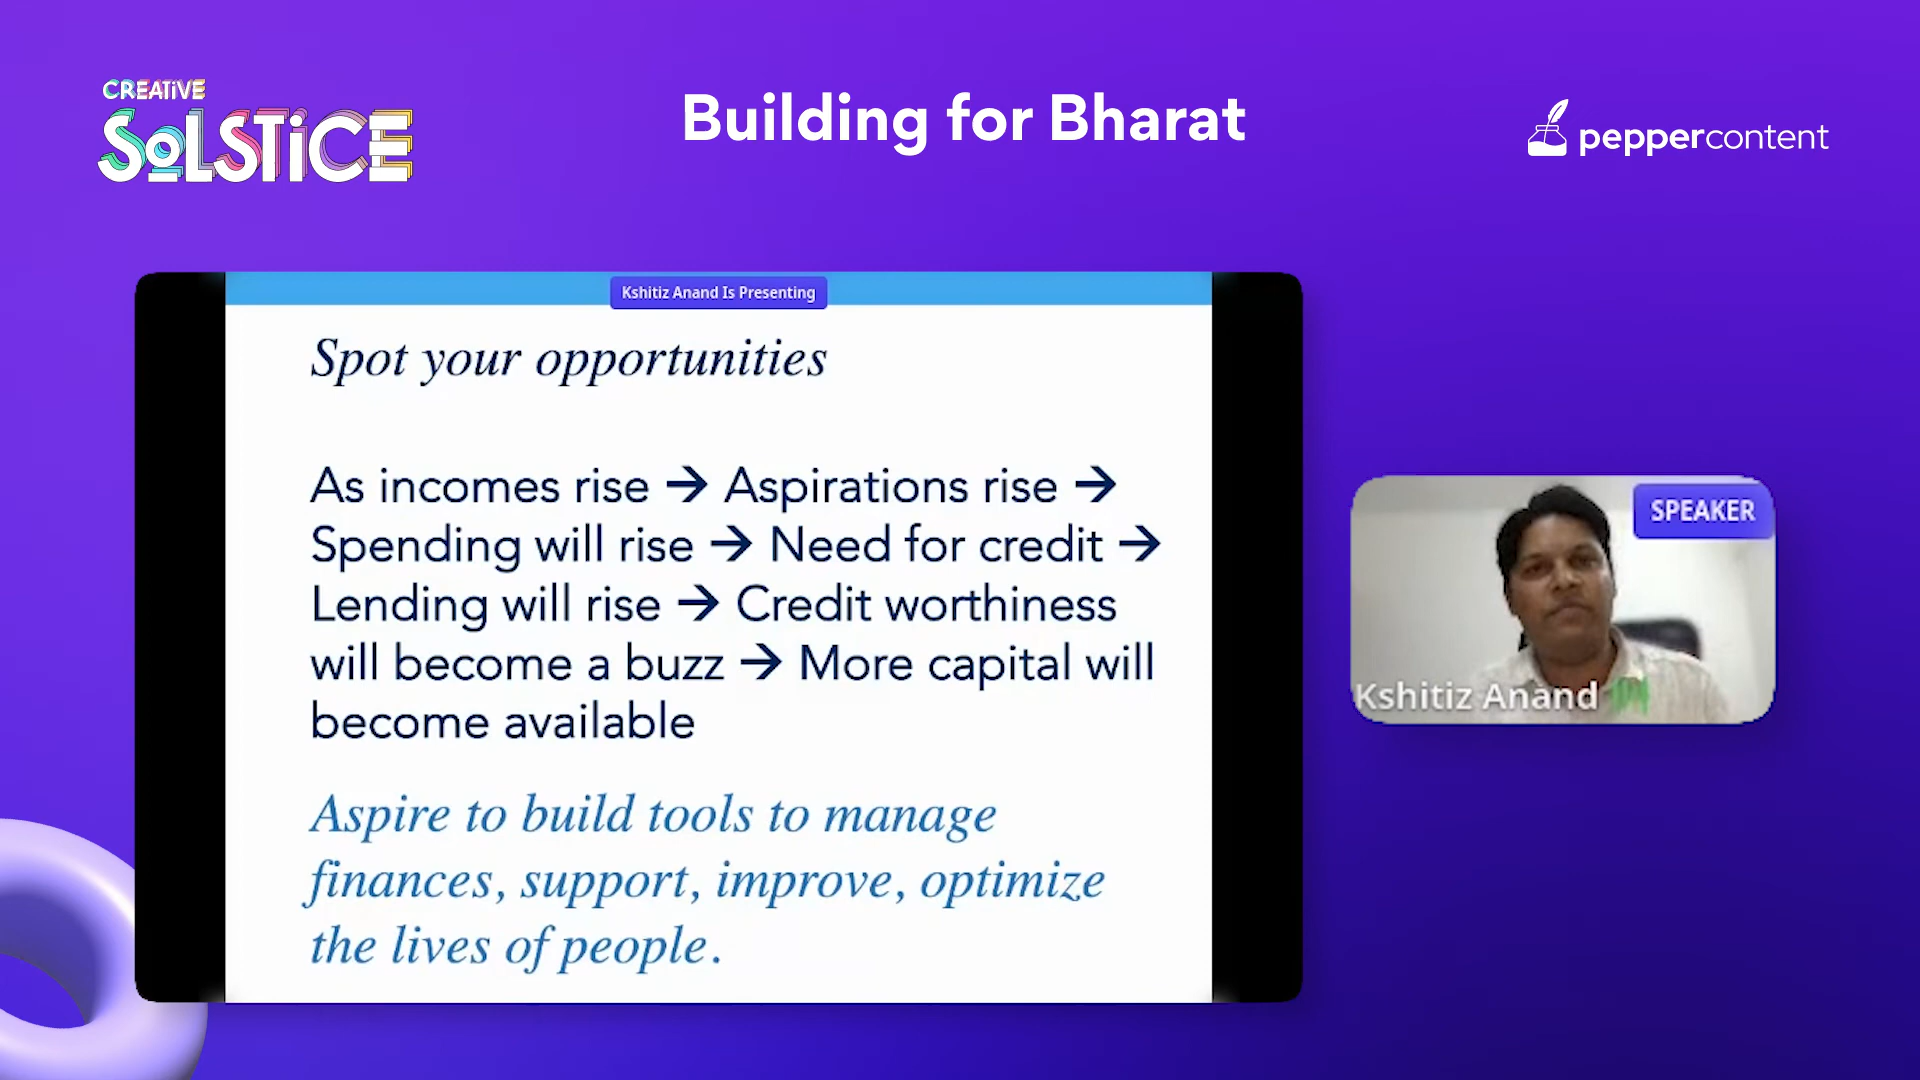 CREATiVE
SoLSTiCE
Building for Bharat
peppercontent
Kshitiz Anand Is Presenting
Spot your opportunities
As incomes rise → Aspirations rise →
Spending will rise → Need for credit →
Lending will rise → Credit worthiness
will become a buzz → More capital will
become available
Aspire to build tools to manage
finances, support, improve, optimize
the lives of people.
SPEAKER
Kshitiz Anand